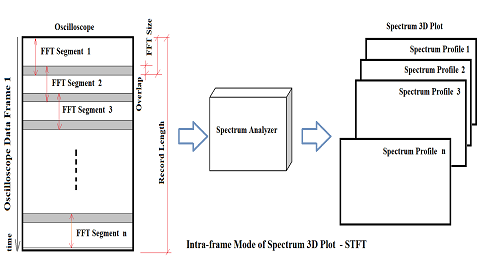 Oscilloscope
Spectrum 3D Plot
FFT Segment 1
FFT Segment 2
FFT Segment 3
FFT Segment n
Oscilloscope Data Frame 1
time
FFT Size
Overlap
Record Length
Spectrum Analyzer
Spectrum Profile 1
Spectrum Profile 2
Spectrum Profile 3
Spectrum Profile n
Intra-frame Mode of Spectrum 3D Plot - STFT